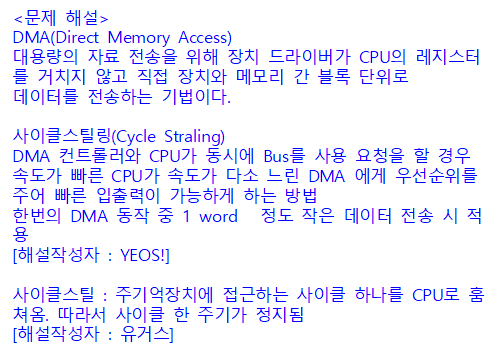 <문제 해설>
DMA(Direct Memory Access)
대용량의 자료 전송을 위해 장치 드라이버가 CPU의 레지스터
를 거치지 않고 직접 장치와 메모리 간 블록 단위로
데이터를 전송하는 기법이다.
사이클스틸링(Cycle Straling)
DMA 컨트롤러와 CPU가 동시에 Bus를 사용 요청을 할 경우
속도가 빠른 CPU가 속도가 다소 느린 DMA 에게 우선순위를
주어 빠른 입출력이 가능하게 하는 방법
한번의 DMA 동작 중 1 word 정도 작은 데이터 전송 시 적
용
[해설작성자 : YEOS!]
사이클스틸 : 주기억장치에 접근하는 사이클 하나를 CPU로 훔
쳐옴. 따라서 사이클 한 주기가 정지됨
[해설작성자 : 유거스]